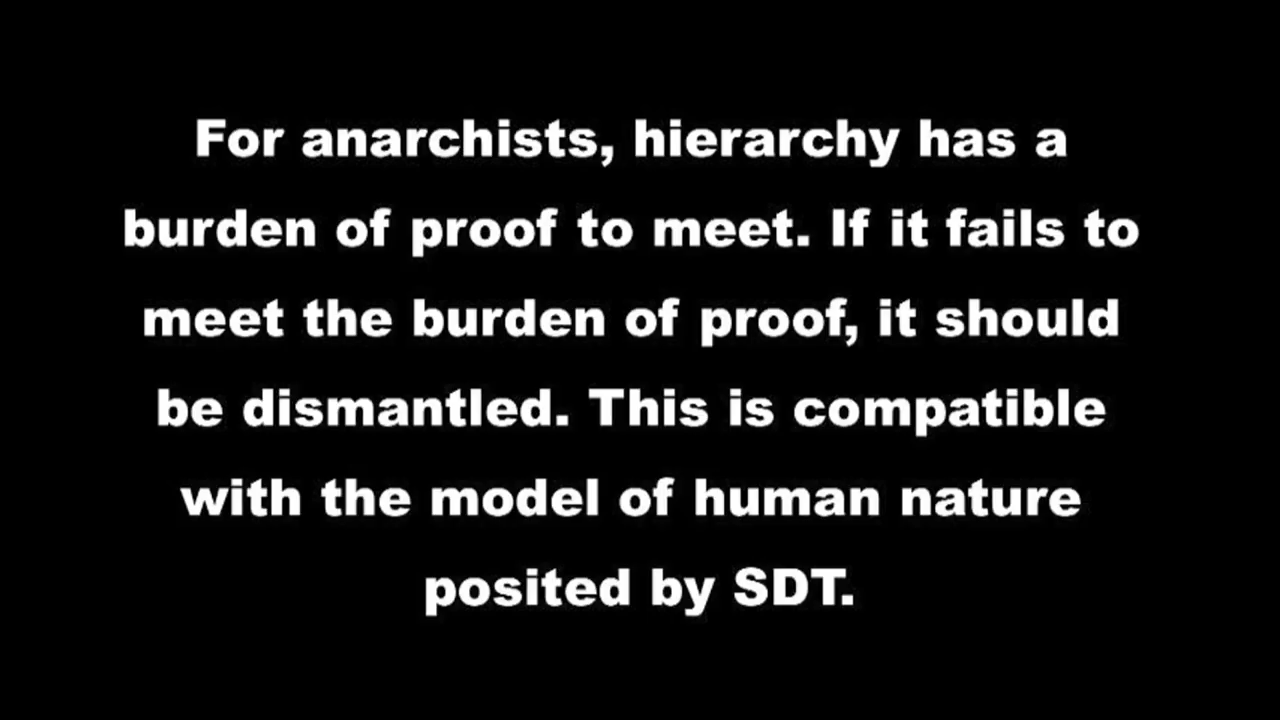 For anarchists, hierarchy has a
burden of proof to meet. If it fails to
meet the burden of proof, it should
be dismantled. This is compatible
with the model of human nature
posited by SDT.